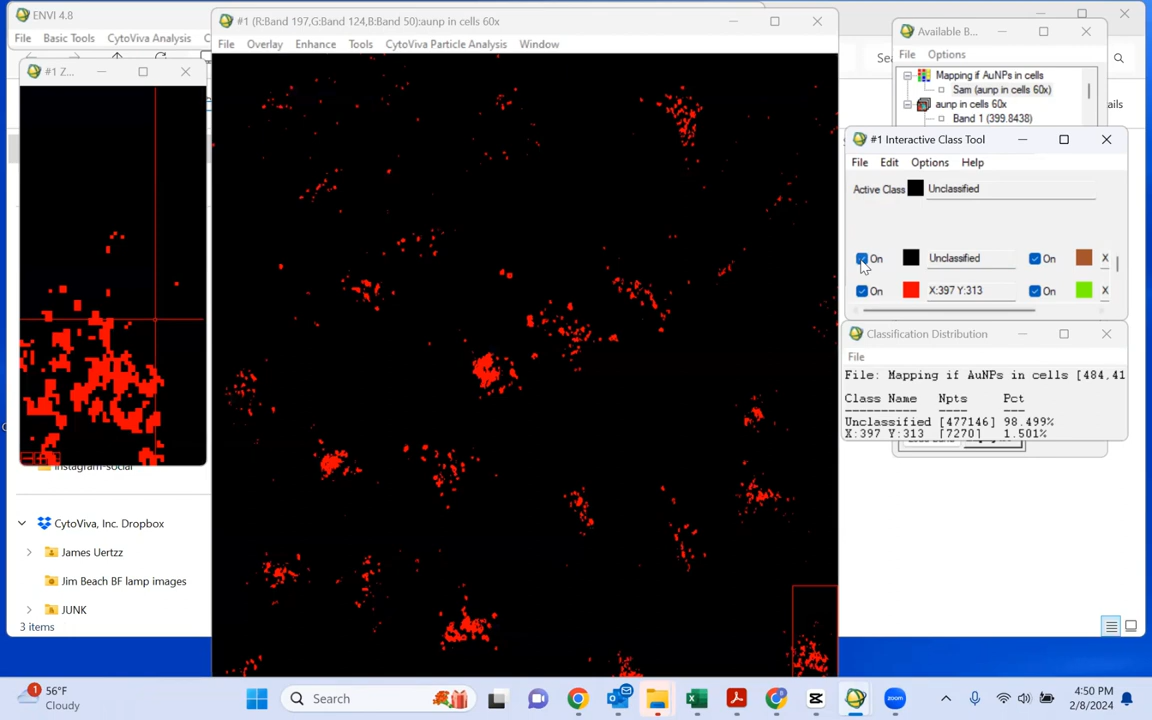 ENVI 4.8
File Basic Tools CytoViva Analysis
#1 Z...
#1 (R:Band 197,G:Band 124,B:Band 50):aunp in cells 60x
File Overlay Enhance Tools CytoViva Particle Analysis Window
Available B...
File Options
Mapping if AuNPs in cells
Sam (aunp in cells 60x)
aunp in cells 60x
Band 1 (399.8438)
#1 Interactive Class Tool
File Edit Options Help
Active Class Unclassified
On Unclassified On X
On X:397 Y:313 On X
Classification Distribution
File
File: Mapping if AuNPs in cells [484,41
Class Name Npts Pct
Unclassified [477146] 98.499%
X:397 Y:313 [7270] 1.501%
instagram-social
CytoViva, Inc. Dropbox
James Uertzz
Jim Beach BF lamp images
JUNK
3 items
1
56°F
Cloudy
Search
zoom
4:50 PM
2/8/2024